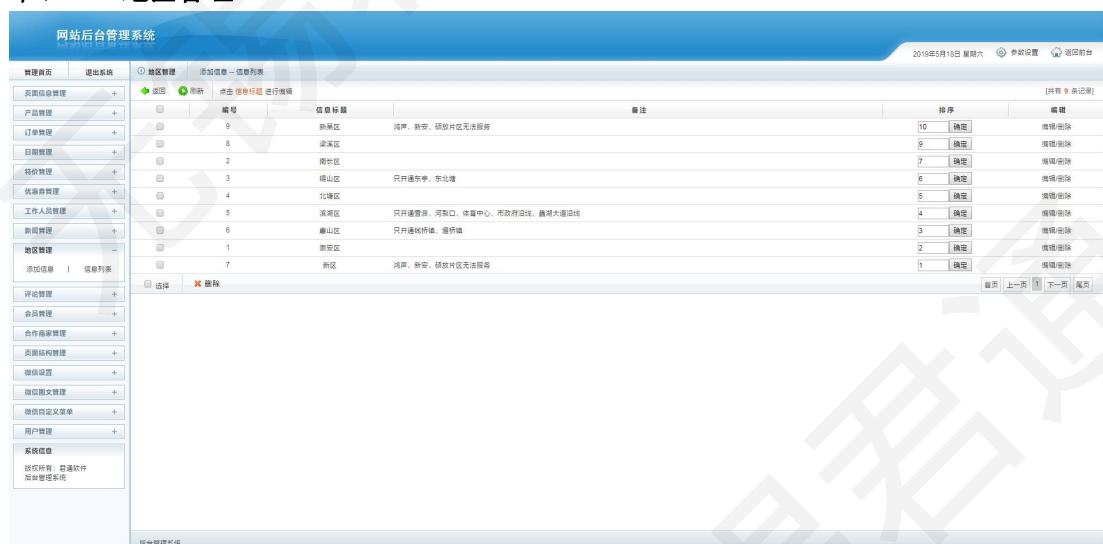 网站后台管理系统
2019年5月18日 星期六 参数设置 返回前台
管理首页 退出系统 地区管理 添加信息 – 信息列表
返回 刷新 点击 信息标题 进行编辑 [共有 9 条记录]
页面信息管理 +
产品管理 +
订单管理 +
日期管理 +
特价管理 +
优惠券管理 +
工作人员管理 +
新闻管理 +
地区管理 −
添加信息 | 信息列表
评论管理 +
会员管理 +
合作商家管理 +
页面结构管理 +
微信设置 +
微信图文管理 +
微信自定义菜单 +
用户管理 +
系统信息
版权所有：君通软件
后台管理系统
编号 信息标题 备注 排序 编辑
9 新吴区 鸿声、新安、硕放片区无法服务 10 确定 编辑/删除
8 梁溪区 9 确定 编辑/删除
2 南长区 7 确定 编辑/删除
3 锡山区 只开通东亭、东北塘 6 确定 编辑/删除
4 北塘区 5 确定 编辑/删除
5 滨湖区 只开通雪浪、河埒口、体育中心、市政府沿线、蠡湖大道沿线 4 确定 编辑/删除
6 惠山区 只开通钱桥镇、堰桥镇 3 确定 编辑/删除
1 崇安区 2 确定 编辑/删除
7 新区 鸿声、新安、硕放片区无法服务 1 确定 编辑/删除
选择 删除 首页 上一页 1 下一页 尾页
后台管理系统